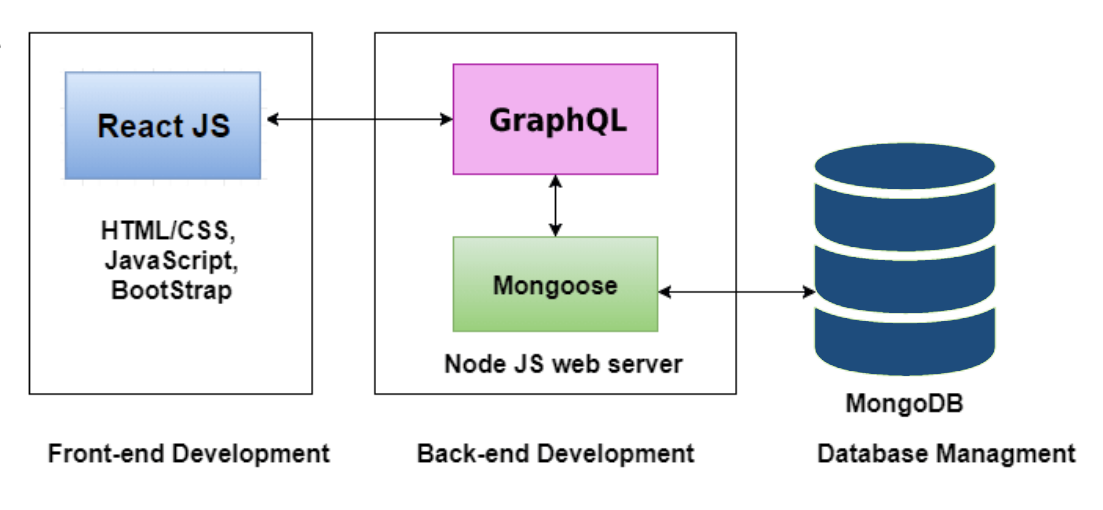 React JS
HTML/CSS,
JavaScript,
BootStrap
Front-end Development
GraphQL
Mongoose
Node JS web server
Back-end Development
MongoDB
Database Managment